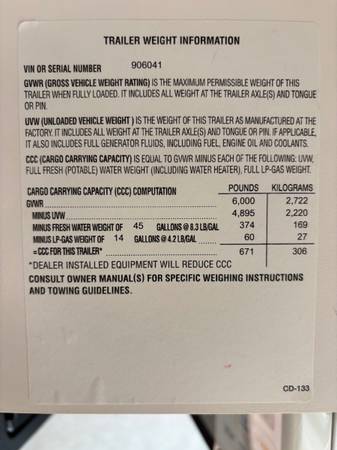 TRAILER WEIGHT INFORMATION
VIN OR SERIAL NUMBER 906041
GVWR (GROSS VEHICLE WEIGHT RATING) IS THE MAXIMUM PERMISSIBLE WEIGHT OF THIS
TRAILER WHEN FULLY LOADED. IT INCLUDES ALL WEIGHT AT THE TRAILER AXLE(S) AND TONGUE
OR PIN.
UVW (UNLOADED VEHICLE WEIGHT ) IS THE WEIGHT OF THIS TRAILER AS MANUFACTURED AT THE
FACTORY. IT INCLUDES ALL WEIGHT AT THE TRAILER AXLE(S) AND TONGUE OR PIN. IF APPLICABLE,
IT ALSO INCLUDES FULL GENERATOR FLUIDS, INCLUDING FUEL, ENGINE OIL AND COOLANTS.
CCC (CARGO CARRYING CAPACITY) IS EQUAL TO GVWR MINUS EACH OF THE FOLLOWING: UVW,
FULL FRESH (POTABLE) WATER WEIGHT (INCLUDING WATER HEATER), FULL LP-GAS WEIGHT.
CARGO CARRYING CAPACITY (CCC) COMPUTATION POUNDS KILOGRAMS
GVWR 6,000 2,722
MINUS UVW 4,895 2,220
MINUS FRESH WATER WEIGHT OF 45 GALLONS @ 8.3 LB/GAL 374 169
MINUS LP-GAS WEIGHT OF 14 GALLONS @ 4.2 LB/GAL 60 27
= CCC FOR THIS TRAILER* 671 306
*DEALER INSTALLED EQUIPMENT WILL REDUCE CCC
CONSULT OWNER MANUAL(S) FOR SPECIFIC WEIGHING INSTRUCTIONS
AND TOWING GUIDELINES.
CD-133